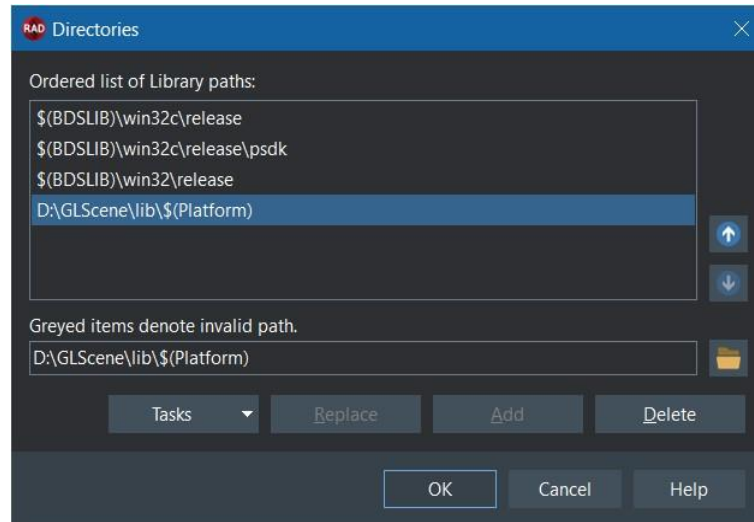 RAD Directories
Ordered list of Library paths:
$(BDSLIB)\win32c\release
$(BDSLIB)\win32c\release\psdk
$(BDSLIB)\win32\release
D:\GLScene\lib\$(Platform)
Greyed items denote invalid path.
D:\GLScene\lib\$(Platform)
Tasks Replace Add Delete
OK Cancel Help